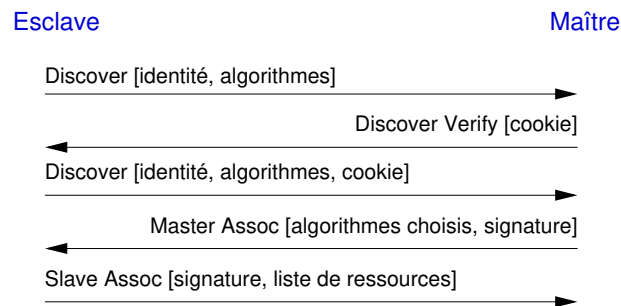 Esclave
Maître
Discover [identité, algorithmes]
Discover Verify [cookie]
Discover [identité, algorithmes, cookie]
Master Assoc [algorithmes choisis, signature]
Slave Assoc [signature, liste de ressources]